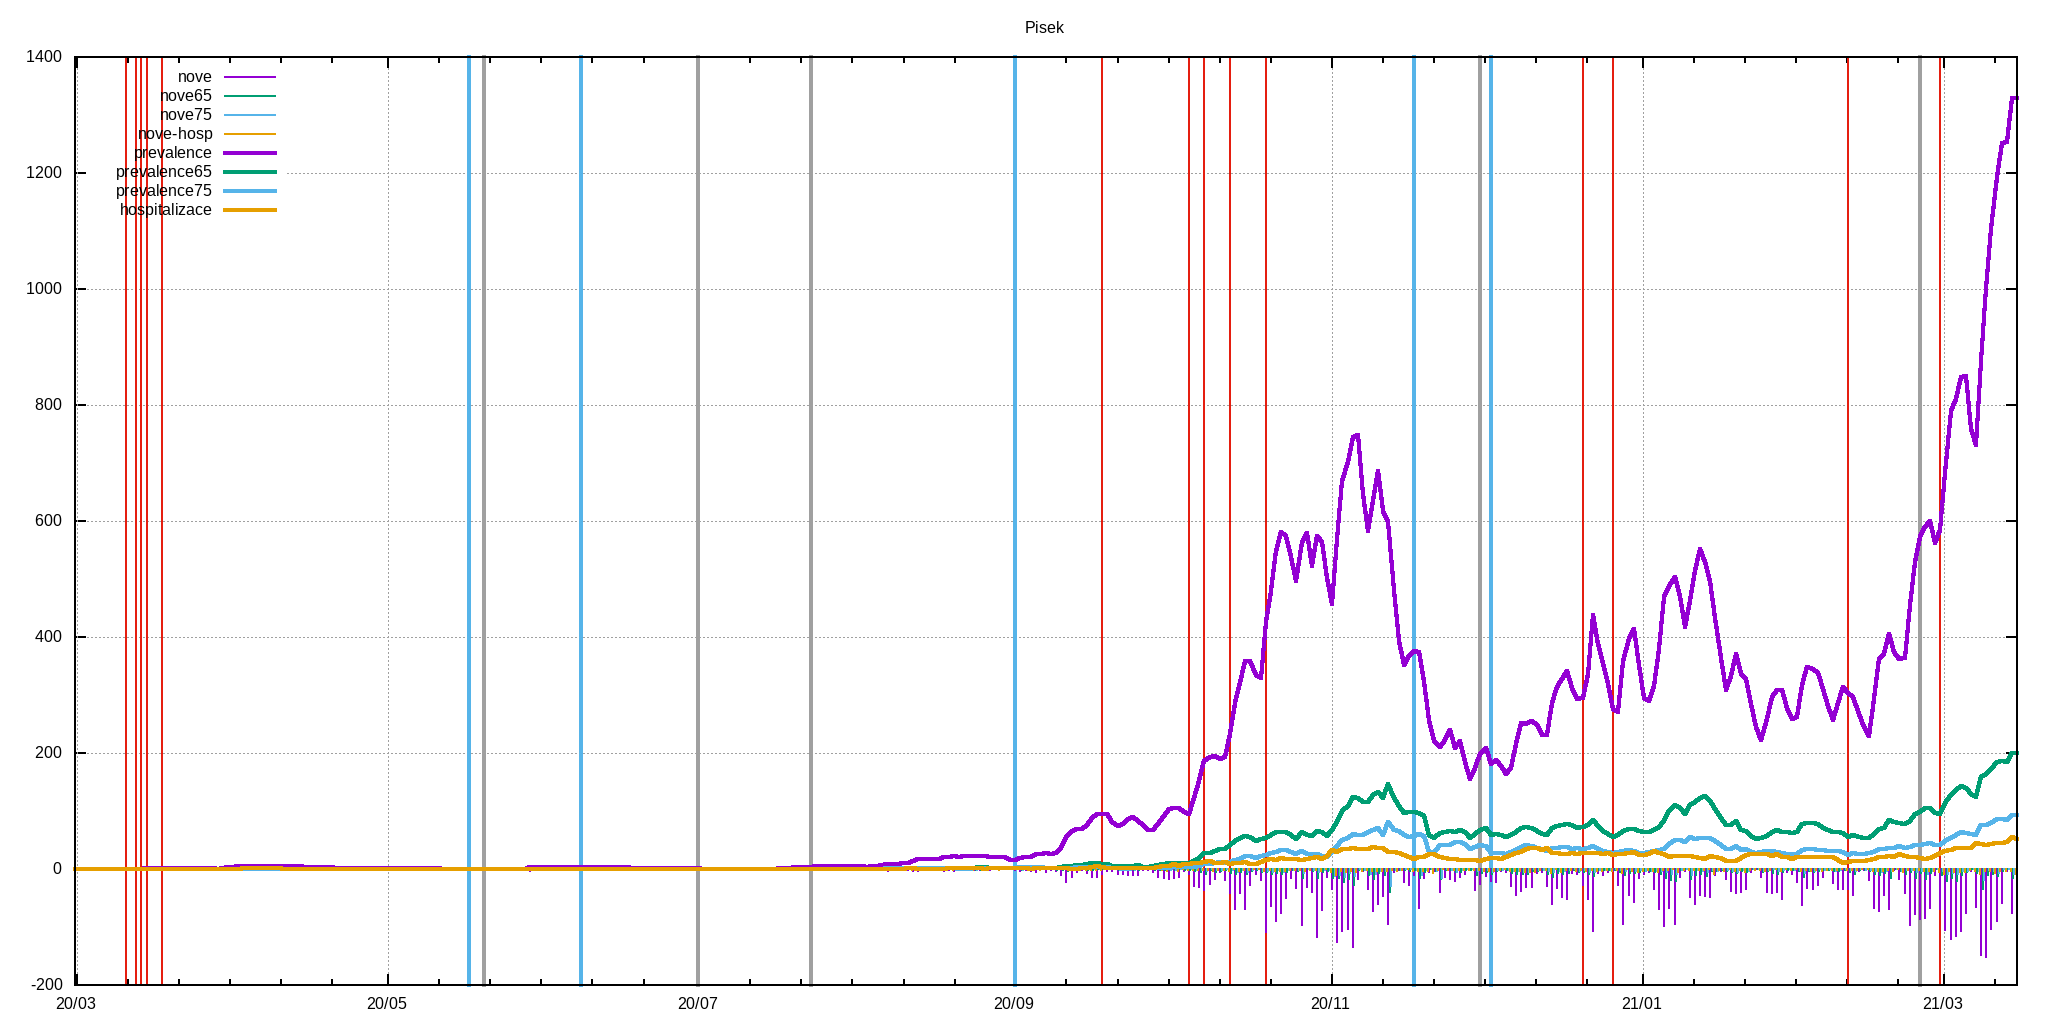 Pisek
1400
1200
1000
800
600
400
200
0
-200
nove
nove65
nove75
nove-hosp
prevalence
prevalence65
prevalence75
hospitalizace
20/03 20/05 20/07 20/09 20/11 21/01 21/03